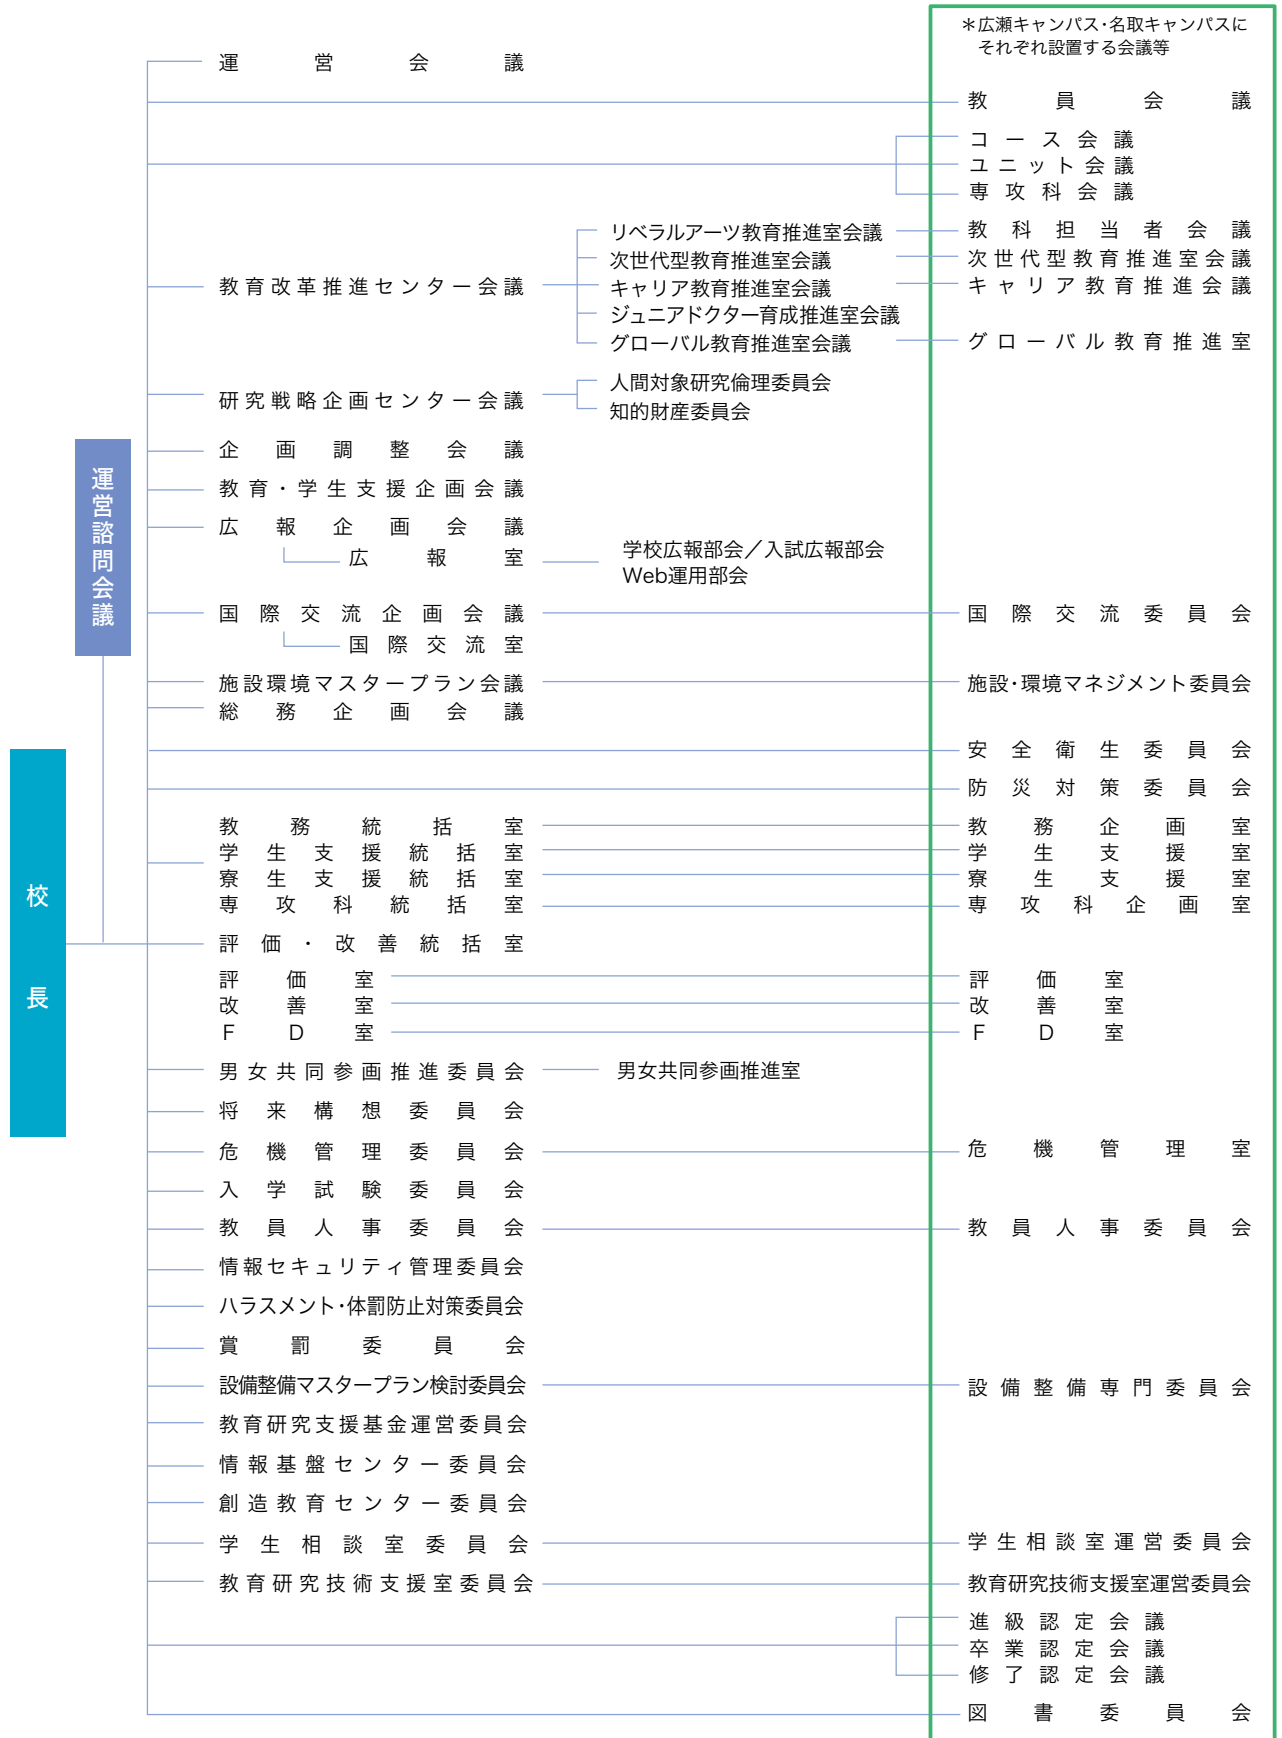 *広瀬キャンパス・名取キャンパスに
それぞれ設置する会議等
運営会議
教員会議
コース会議
ユニット会議
専攻科会議
教育改革推進センター会議
リベラルアーツ教育推進室会議
教科担当者会議
次世代型教育推進室会議
次世代型教育推進室会議
キャリア教育推進室会議
キャリア教育推進会議
ジュニアドクター育成推進室会議
グローバル教育推進室会議
グローバル教育推進室
研究戦略企画センター会議
人間対象研究倫理委員会
知的財産委員会
企画調整会議
教育・学生支援企画会議
広報企画会議
広報室
学校広報部会／入試広報部会
Web運用部会
運営諮問会議
国際交流企画会議
国際交流委員会
国際交流室
施設環境マスタープラン会議
施設・環境マネジメント委員会
総務企画会議
安全衛生委員会
防災対策委員会
校長
教務統括室
教務企画室
学生支援統括室
学生支援室
寮生支援統括室
寮生支援室
専攻科統括室
専攻科企画室
評価・改善統括室
評価室
評価室
改善室
改善室
FD室
FD室
男女共同参画推進委員会
男女共同参画推進室
将来構想委員会
危機管理委員会
危機管理室
入学試験委員会
教員人事委員会
教員人事委員会
情報セキュリティ管理委員会
ハラスメント・体罰防止対策委員会
賞罰委員会
設備整備マスタープラン検討委員会
設備整備専門委員会
教育研究支援基金運営委員会
情報基盤センター委員会
創造教育センター委員会
学生相談室委員会
学生相談室運営委員会
教育研究技術支援室委員会
教育研究技術支援室運営委員会
進級認定会議
卒業認定会議
修了認定会議
図書委員会